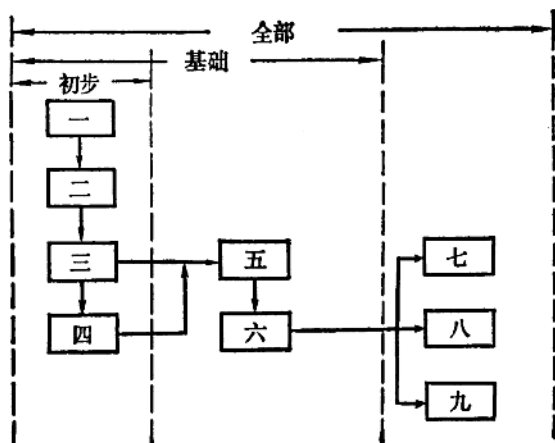 全部
基础
初步
一
二
三
五
七
四
六
八
九